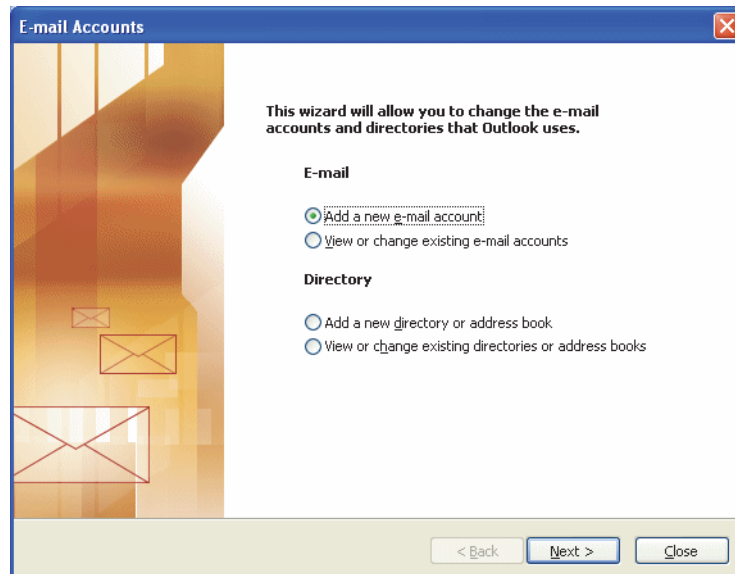 E-mail Accounts
This wizard will allow you to change the e-mail
accounts and directories that Outlook uses.
E-mail
Add a new e-mail account
View or change existing e-mail accounts
Directory
Add a new directory or address book
View or change existing directories or address books
< Back Next > Close